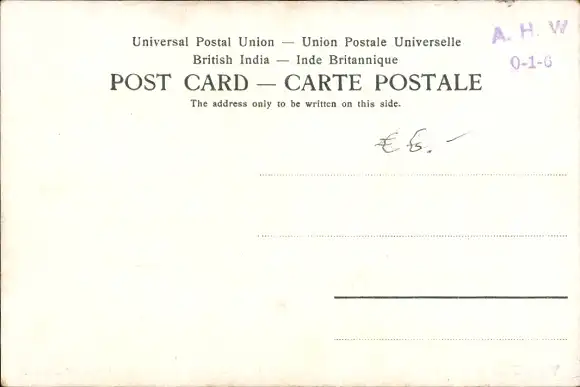 A. H. W
0-1-6
Universal Postal Union — Union Postale Universelle
British India — Inde Britannique
POST CARD — CARTE POSTALE
The address only to be written on this side.
€ 6.-